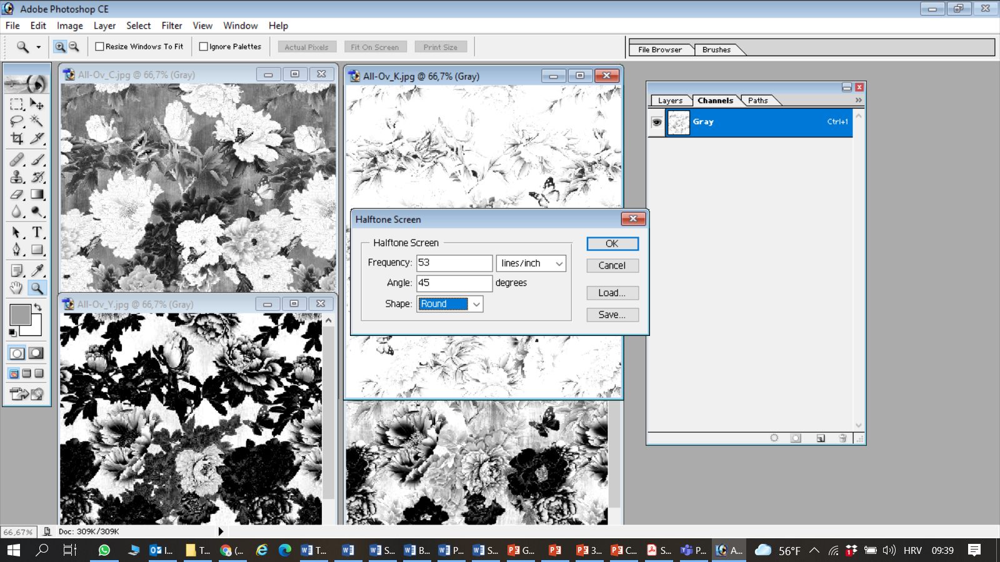 Adobe Photoshop CE
File Edit Image Layer Select Filter View Window Help
Resize Windows To Fit Ignore Palettes Actual Pixels Fit On Screen Print Size File Browser Brushes
All-Ov_C.jpg @ 66,7% (Gray)
All-Ov_K.jpg @ 66,7% (Gray)
Layers Channels Paths
Gray Ctrl+1
Halftone Screen
Halftone Screen
Frequency: 53 lines/inch
Angle: 45 degrees
Shape: Round
OK
Cancel
Load...
Save...
All-Ov_Y.jpg @ 66,7% (Gray)
66,67% Doc: 309K/309K
I... T... (... T... S... B... P... S... G... 3... C... S... P... A... 56°F HRV 09:39